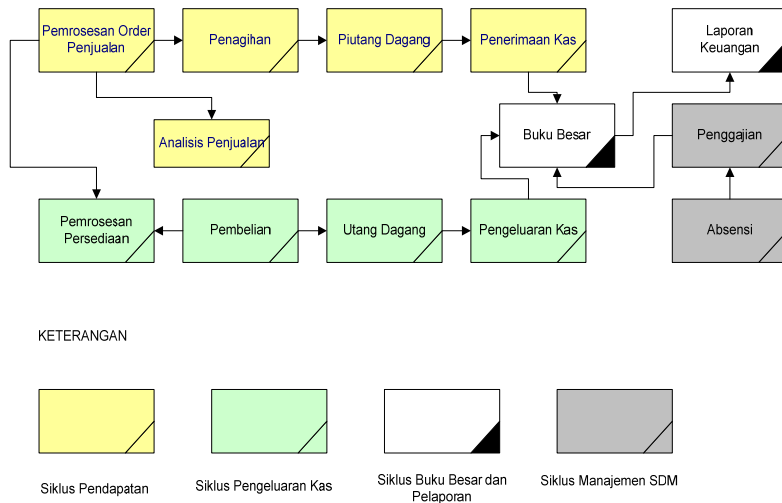 Pemrosesan Order
Penjualan
Penagihan
Piutang Dagang
Penerimaan Kas
Laporan
Keuangan
Analisis Penjualan
Buku Besar
Penggajian
Pemrosesan
Persediaan
Pembelian
Utang Dagang
Pengeluaran Kas
Absensi
KETERANGAN
Siklus Pendapatan
Siklus Pengeluaran Kas
Siklus Buku Besar dan
Pelaporan
Siklus Manajemen SDM